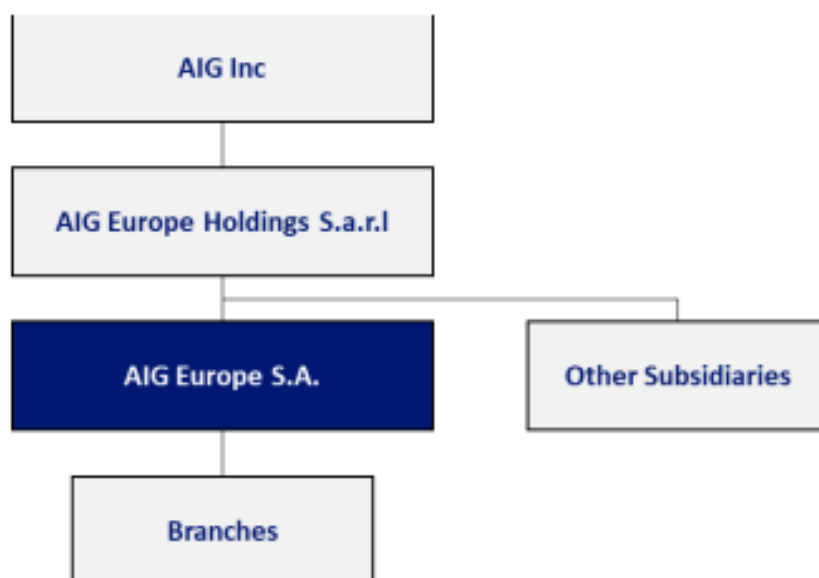 AIG Inc
AIG Europe Holdings S.a.r.l
AIG Europe S.A.
Other Subsidiaries
Branches